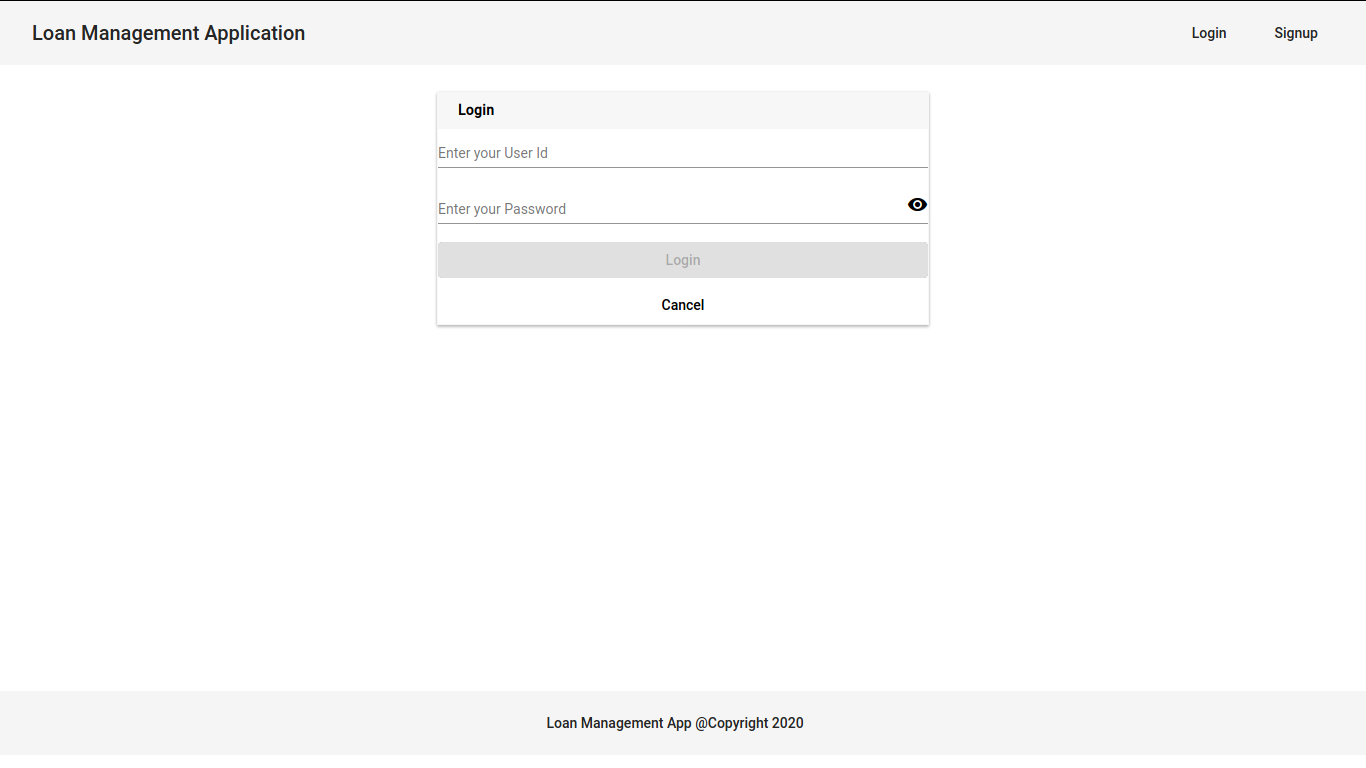 Loan Management Application
Login
Signup
Login
Enter your User Id
Enter your Password
Login
Cancel
Loan Management App @Copyright 2020